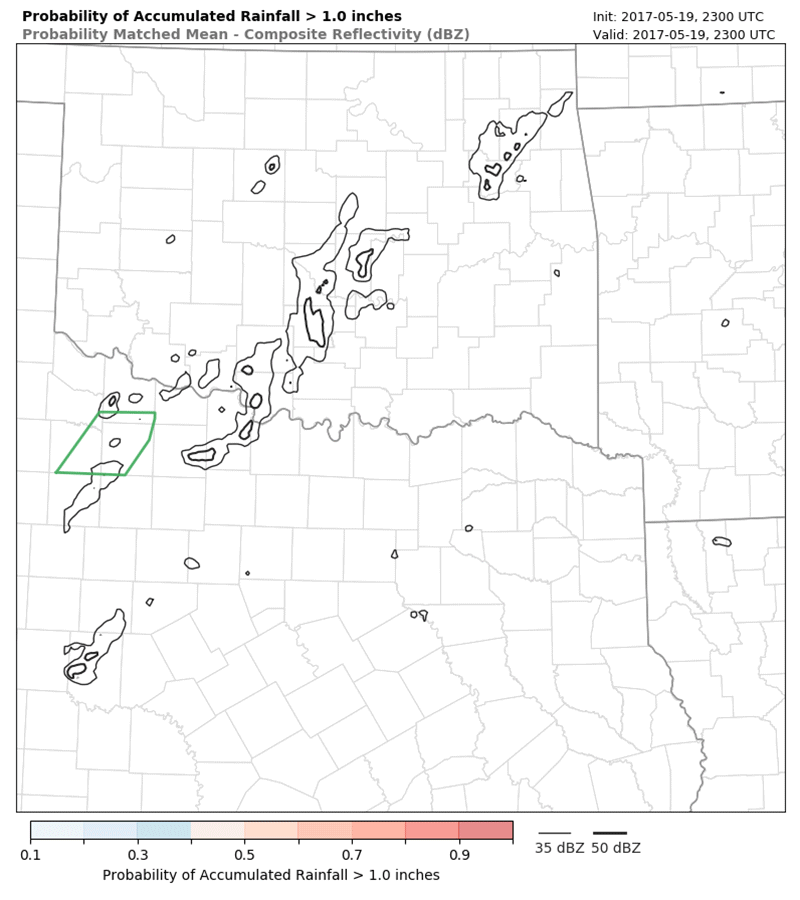 Probability of Accumulated Rainfall > 1.0 inches
Init: 2017-05-19, 2300 UTC
Probability Matched Mean - Composite Reflectivity (dBZ)
Valid: 2017-05-19, 2300 UTC
0.1 0.3 0.5 0.7 0.9
35 dBZ 50 dBZ
Probability of Accumulated Rainfall > 1.0 inches